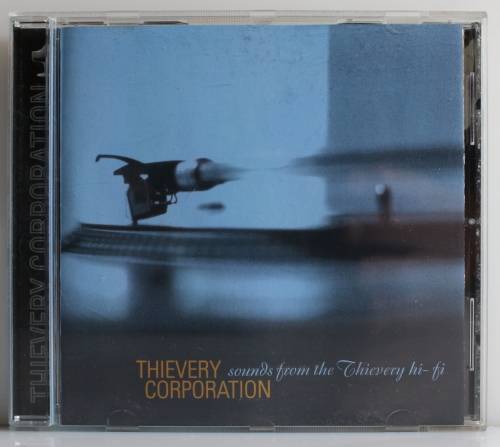 THIEVERY CORPORATION
THIEVERY sounds from the Thievery hi-fi
CORPORATION